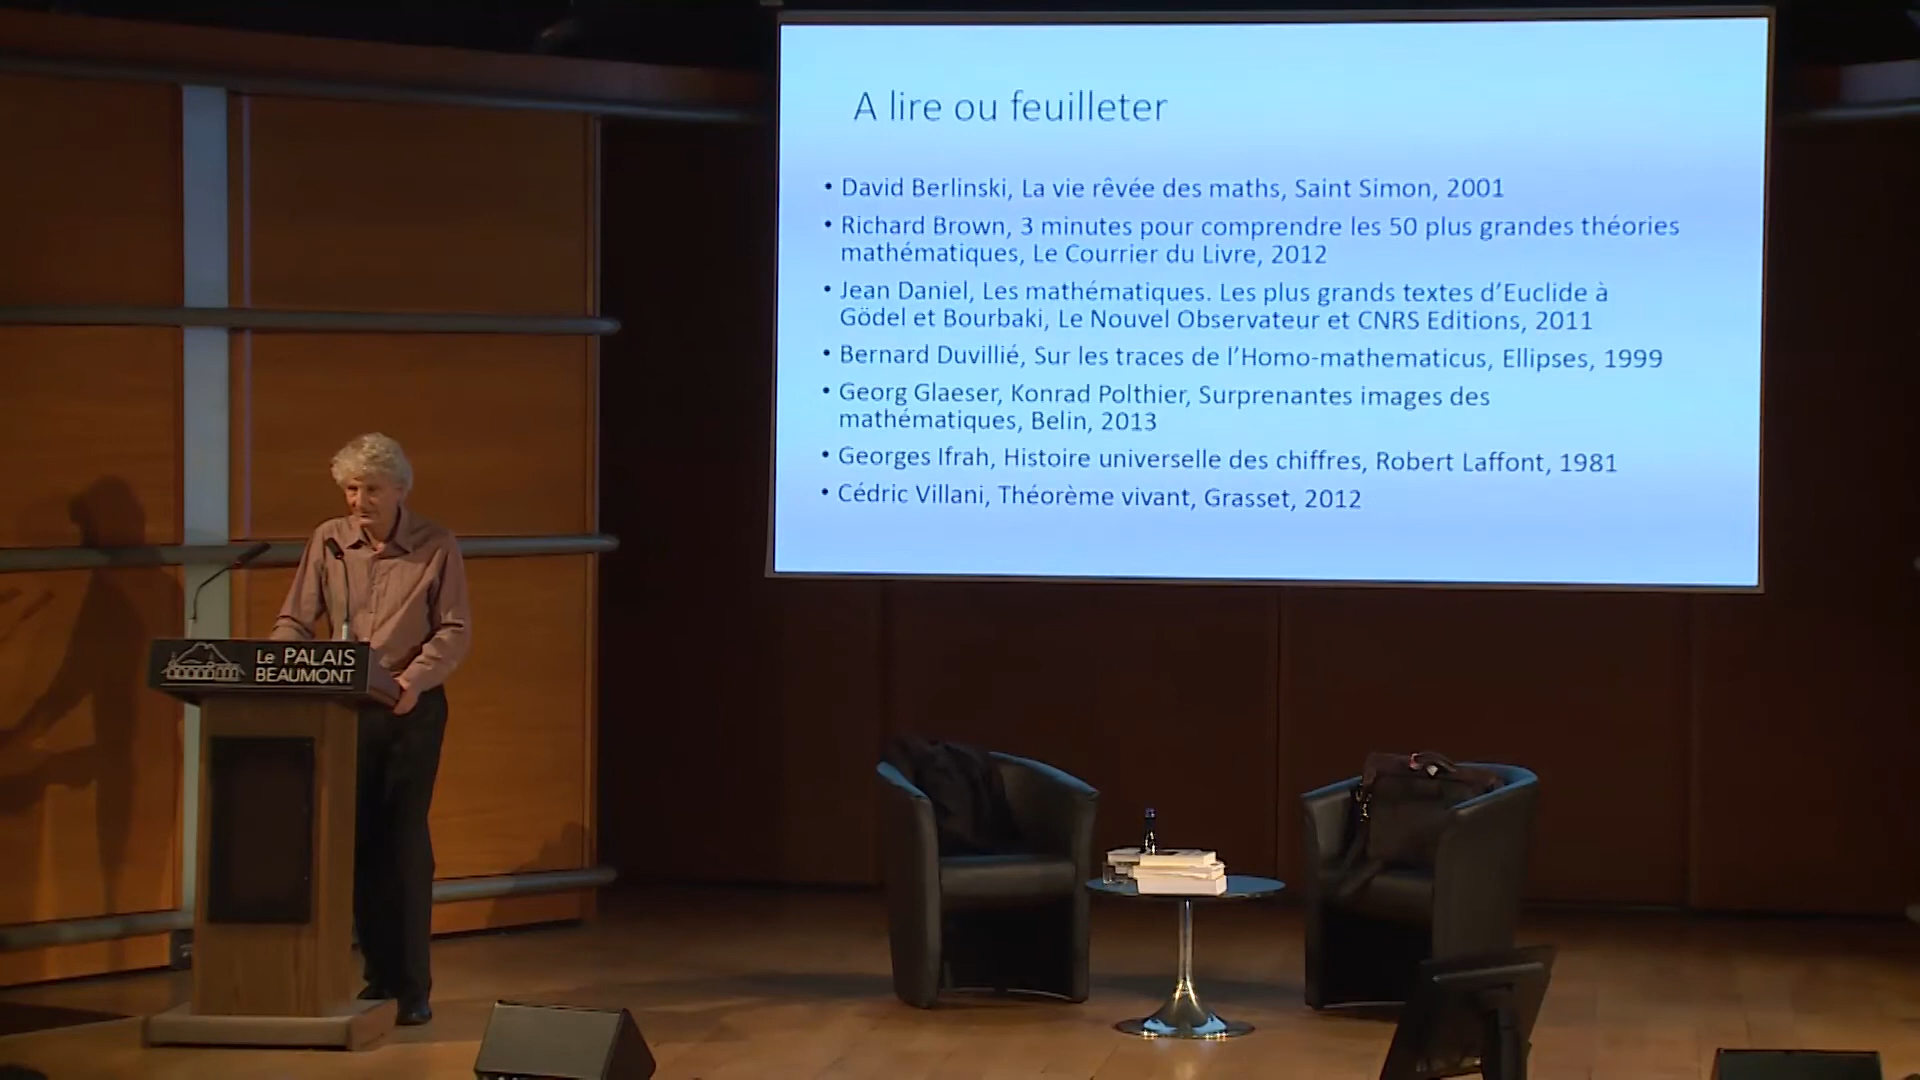 A lire ou feuilleter
• David Berlinski, La vie rêvée des maths, Saint Simon, 2001
• Richard Brown, 3 minutes pour comprendre les 50 plus grandes théories
mathématiques, Le Courrier du Livre, 2012
• Jean Daniel, Les mathématiques. Les plus grands textes d’Euclide à
Gödel et Bourbaki, Le Nouvel Observateur et CNRS Editions, 2011
• Bernard Duvillié, Sur les traces de l’Homo-mathematicus, Ellipses, 1999
• Georg Glaeser, Konrad Polthier, Surprenantes images des
mathématiques, Belin, 2013
• Georges Ifrah, Histoire universelle des chiffres, Robert Laffont, 1981
• Cédric Villani, Théorème vivant, Grasset, 2012
Le PALAIS
BEAUMONT